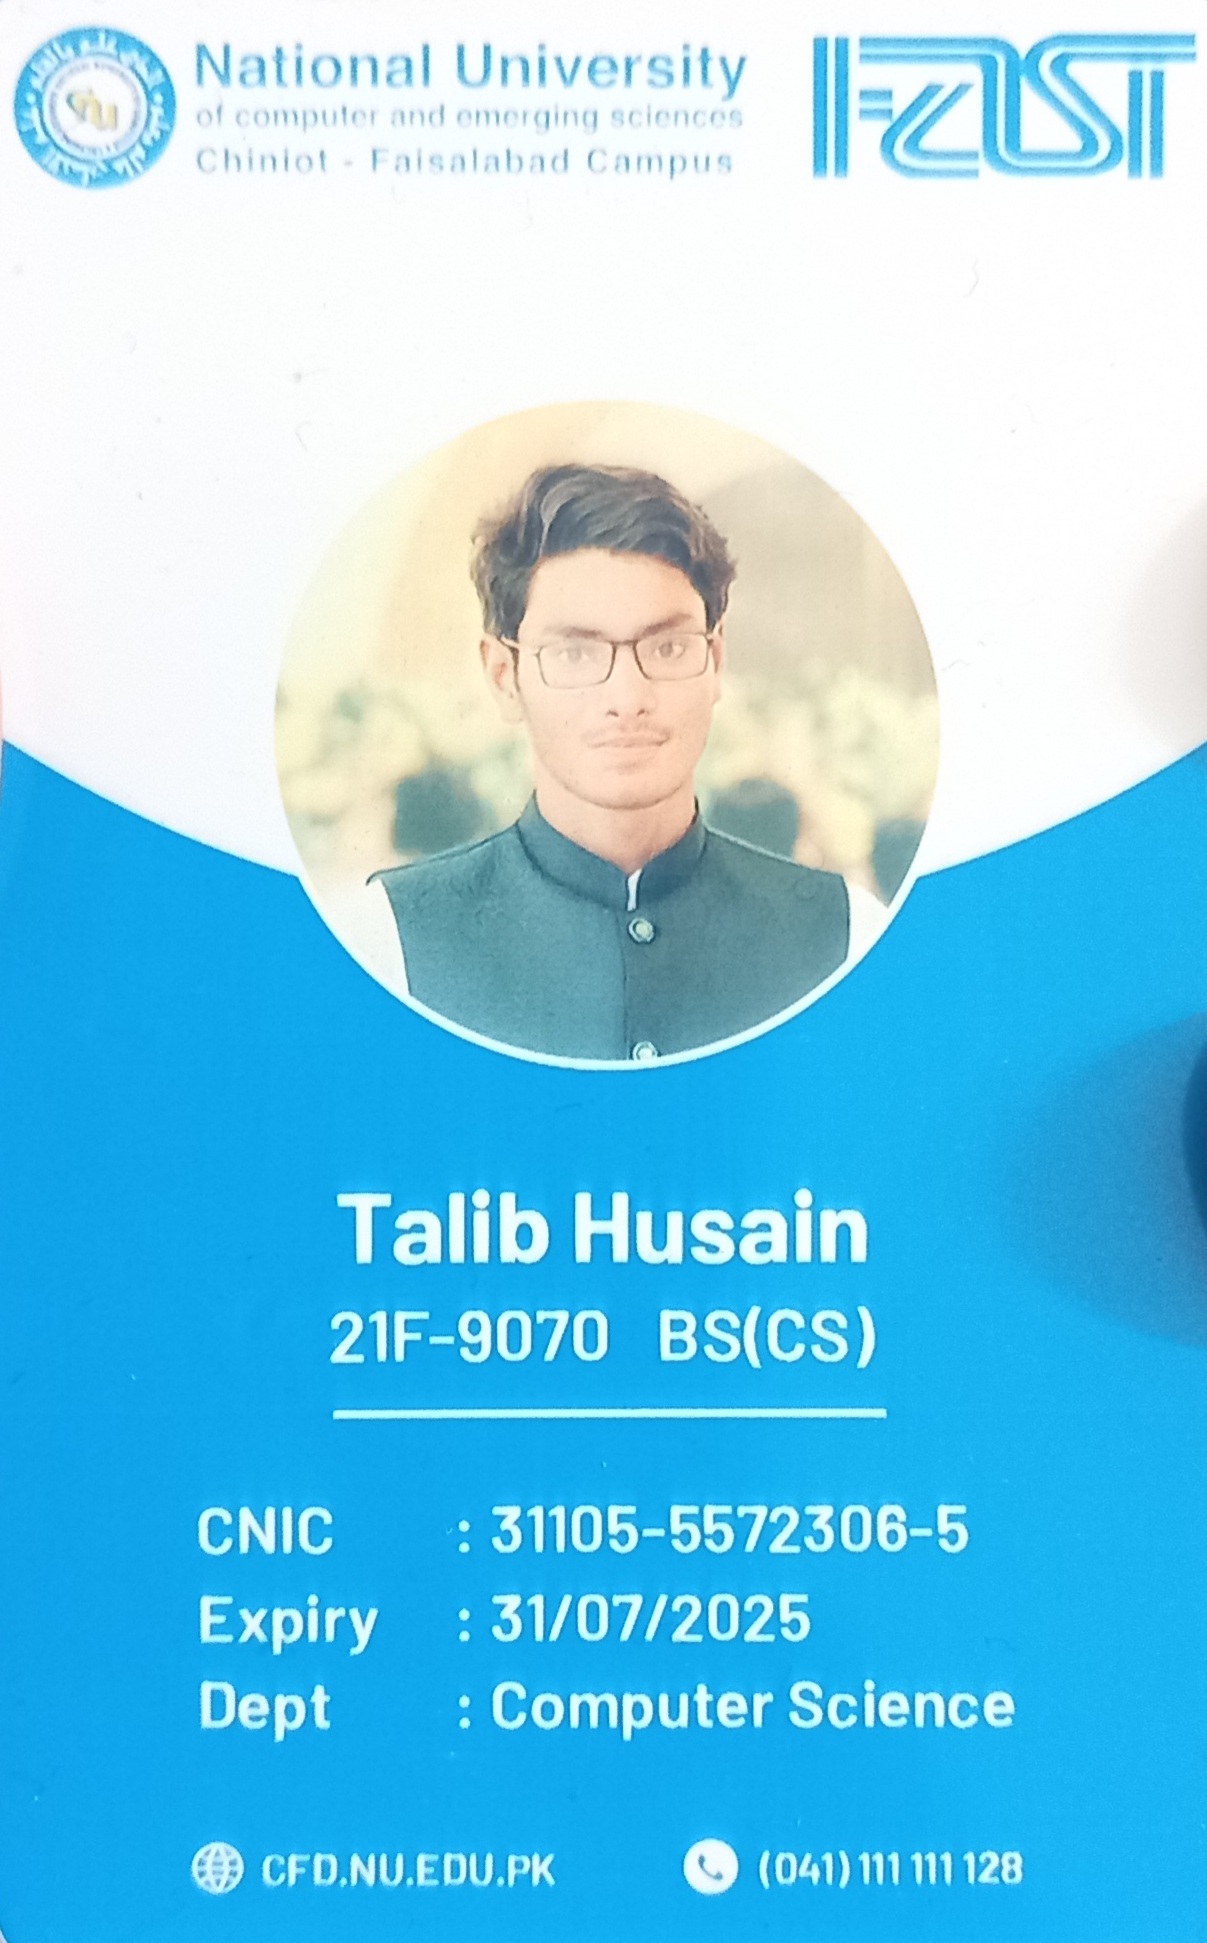 National University
of computer and emerging sciences
Chiniot - Faisalabad Campus
FAST
Talib Husain
21F-9070 BS(CS)
CNIC : 31105-5572306-5
Expiry : 31/07/2025
Dept : Computer Science
CFD.NU.EDU.PK (041) 111 111 128